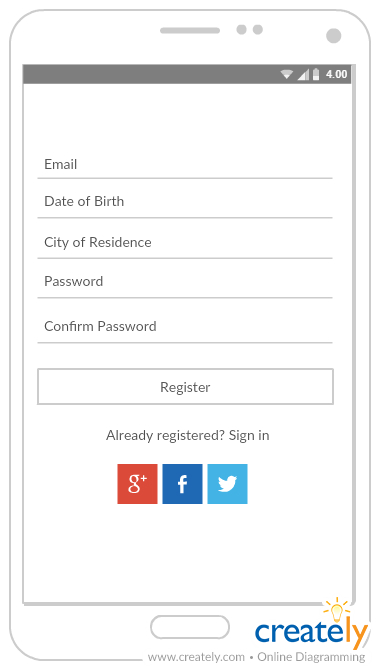 4.00
Email
Date of Birth
City of Residence
Password
Confirm Password
Register
Already registered? Sign in
g+ f
creately
www.creately.com • Online Diagramming